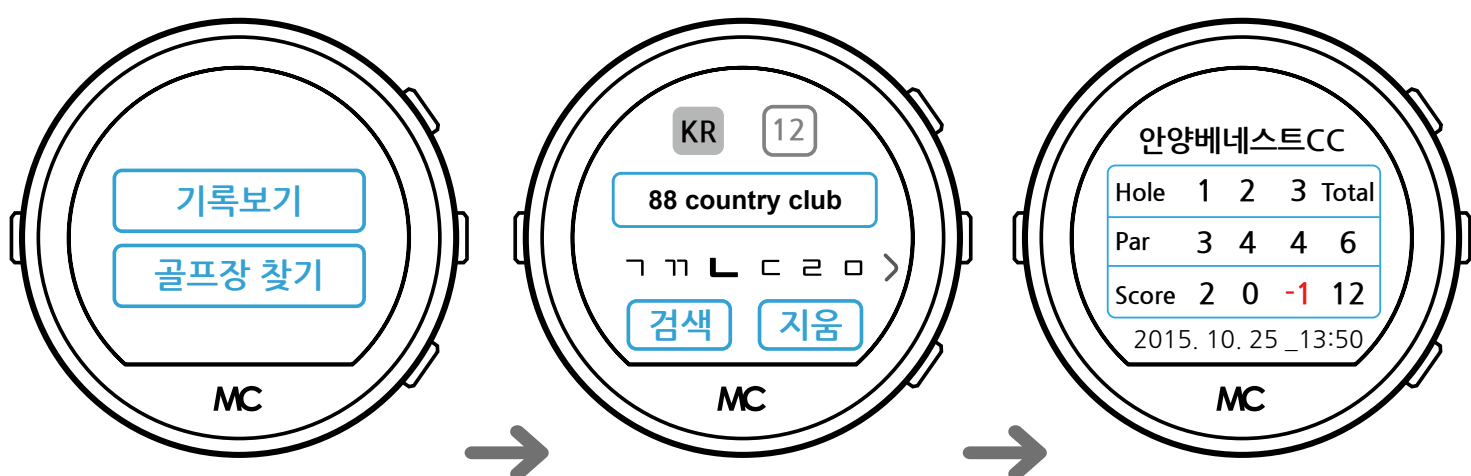 기록보기
골프장 찾기
MC
KR 12
88 country club
ㄱ ㄲ ㄴ ㄷ ㄹ ㅁ >
검색 지움
MC
안양베네스트CC
Hole 1 2 3 Total
Par 3 4 4 6
Score 2 0 -1 12
2015. 10. 25 _13:50
MC